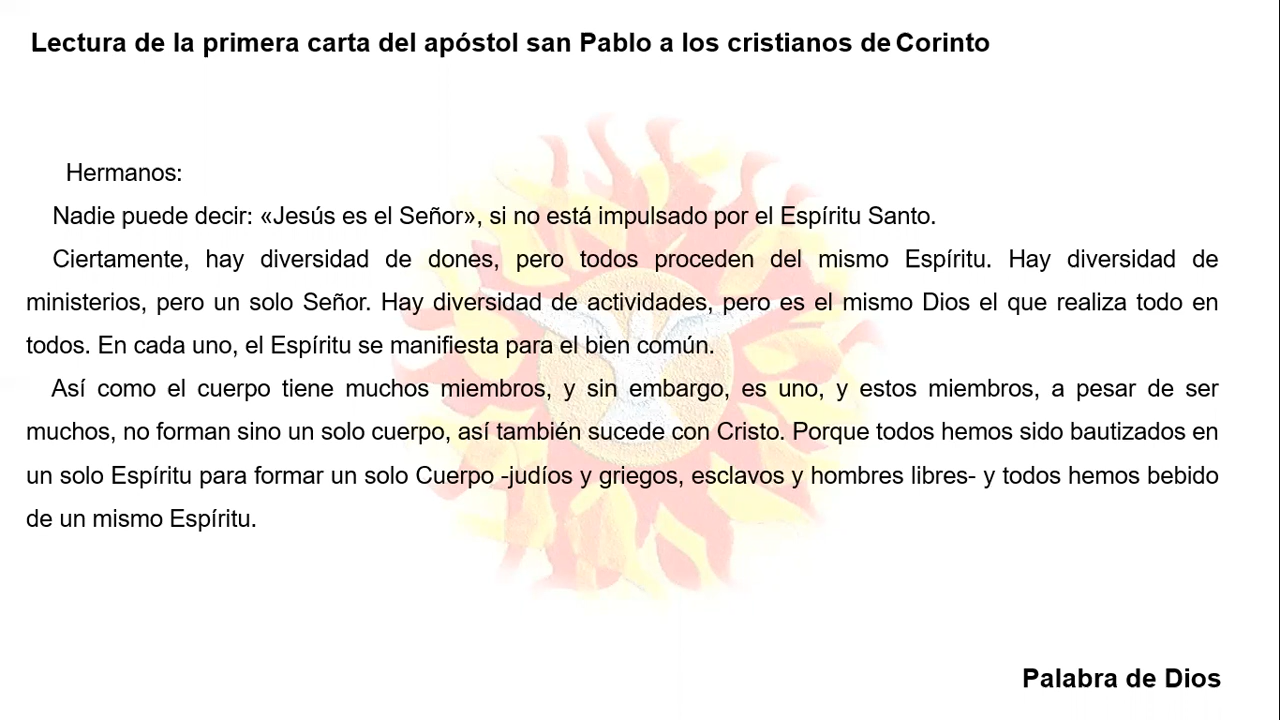 Lectura de la primera carta del apóstol san Pablo a los cristianos de Corinto
Hermanos:
Nadie puede decir: «Jesús es el Señor», si no está impulsado por el Espíritu Santo.
Ciertamente, hay diversidad de dones, pero todos proceden del mismo Espíritu. Hay diversidad de
ministerios, pero un solo Señor. Hay diversidad de actividades, pero es el mismo Dios el que realiza todo en
todos. En cada uno, el Espíritu se manifiesta para el bien común.
Así como el cuerpo tiene muchos miembros, y sin embargo, es uno, y estos miembros, a pesar de ser
muchos, no forman sino un solo cuerpo, así también sucede con Cristo. Porque todos hemos sido bautizados en
un solo Espíritu para formar un solo Cuerpo -judíos y griegos, esclavos y hombres libres- y todos hemos bebido
de un mismo Espíritu.
Palabra de Dios